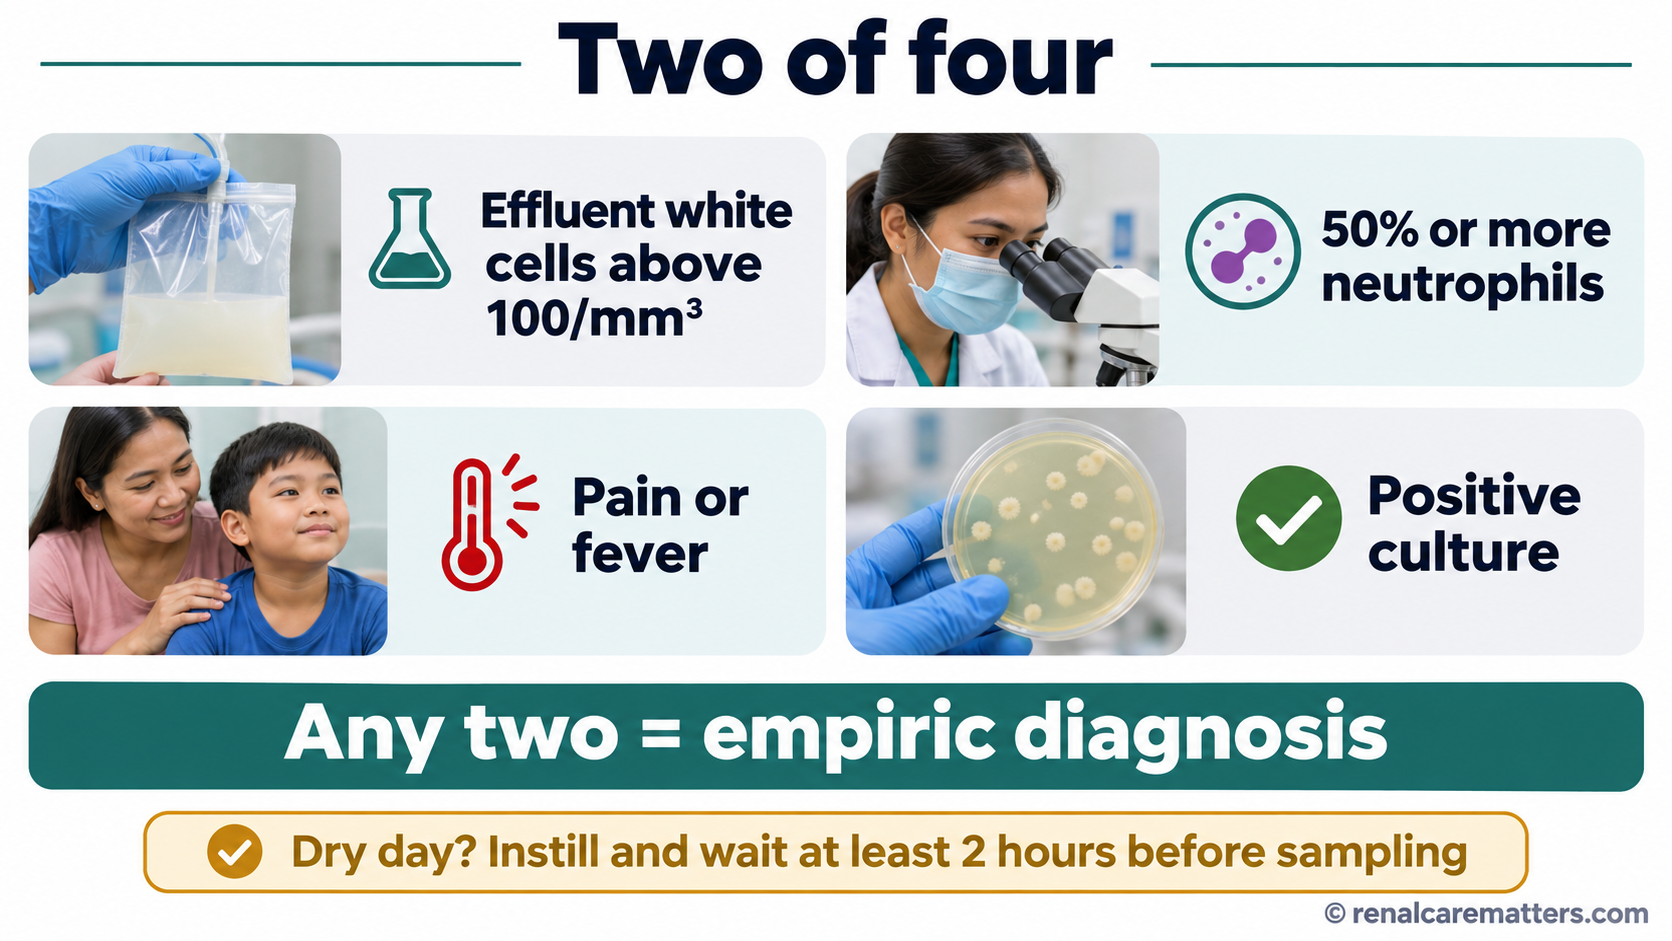 Two of four
Effluent white
cells above
100/mm³
50% or more
neutrophils
Pain or
fever
Positive
culture
Any two = empiric diagnosis
Dry day? Instill and wait at least 2 hours before sampling
© renalcarematters.com